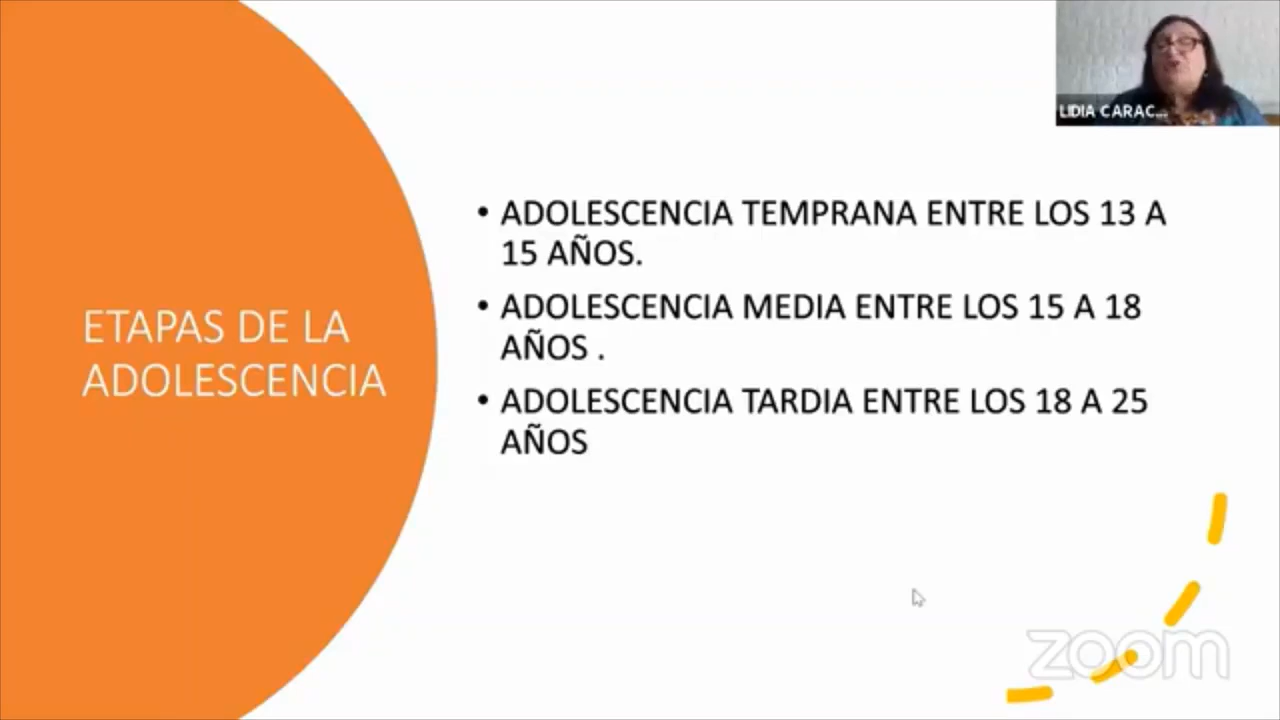 LIDIA CARAC...
• ADOLESCENCIA TEMPRANA ENTRE LOS 13 A
15 AÑOS.
• ADOLESCENCIA MEDIA ENTRE LOS 15 A 18
AÑOS .
• ADOLESCENCIA TARDIA ENTRE LOS 18 A 25
AÑOS
ETAPAS DE LA
ADOLESCENCIA
zoom